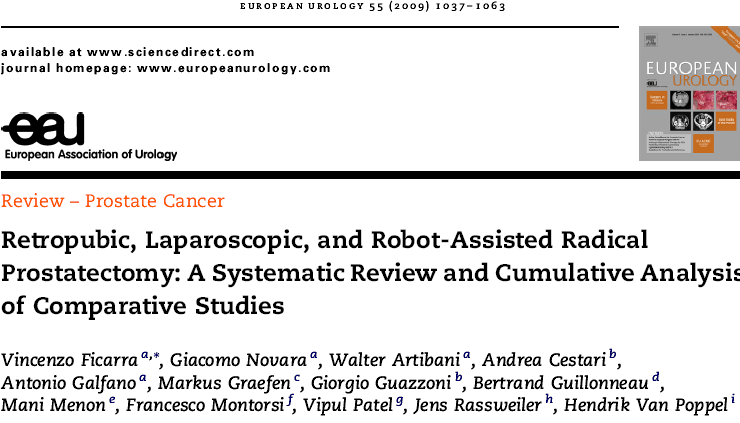 EUROPEAN UROLOGY 55 (2009) 1037–1063
available at www.sciencedirect.com
journal homepage: www.europeanurology.com
EUROPEAN
UROLOGY
eau
European Association of Urology
Review – Prostate Cancer
Retropubic, Laparoscopic, and Robot-Assisted Radical
Prostatectomy: A Systematic Review and Cumulative Analysis
of Comparative Studies
Vincenzo Ficarra a,*, Giacomo Novara a, Walter Artibani a, Andrea Cestari b,
Antonio Galfano a, Markus Graefen c, Giorgio Guazzoni b, Bertrand Guillonneau d,
Mani Menon e, Francesco Montorsi f, Vipul Patel g, Jens Rassweiler h, Hendrik Van Poppel i